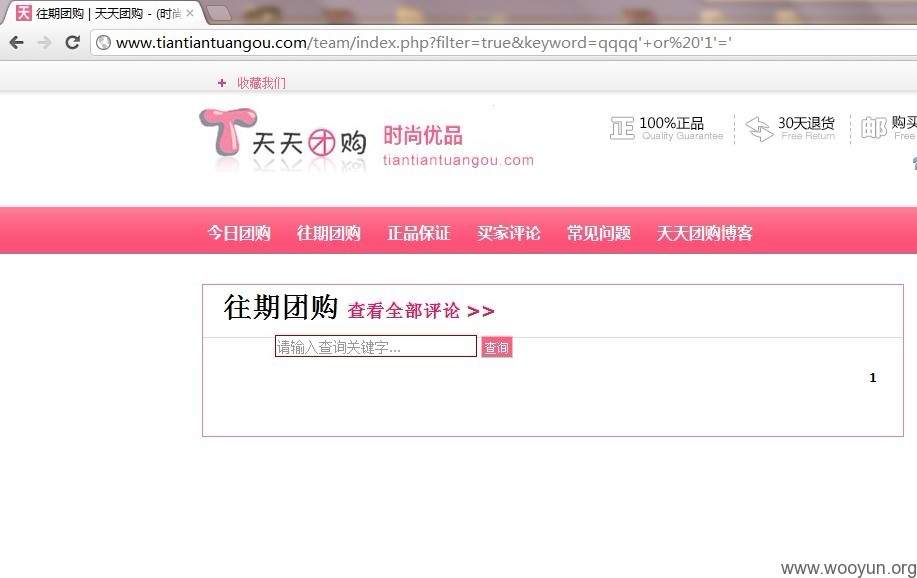 往期团购 | 天天团购 - (时尚
www.tiantiantuangou.com/team/index.php?filter=true&keyword=qqqq'+or%20'1'='
+ 收藏我们
天天团购 时尚优品
tiantiantuangou.com
正 100%正品 30天退货 邮 购买
Quality Guarantee Free Return Free
今日团购 往期团购 正品保证 买家评论 常见问题 天天团购博客
往期团购 查看全部评论 >>
请输入查询关键字... 查询
1
www.wooyun.org